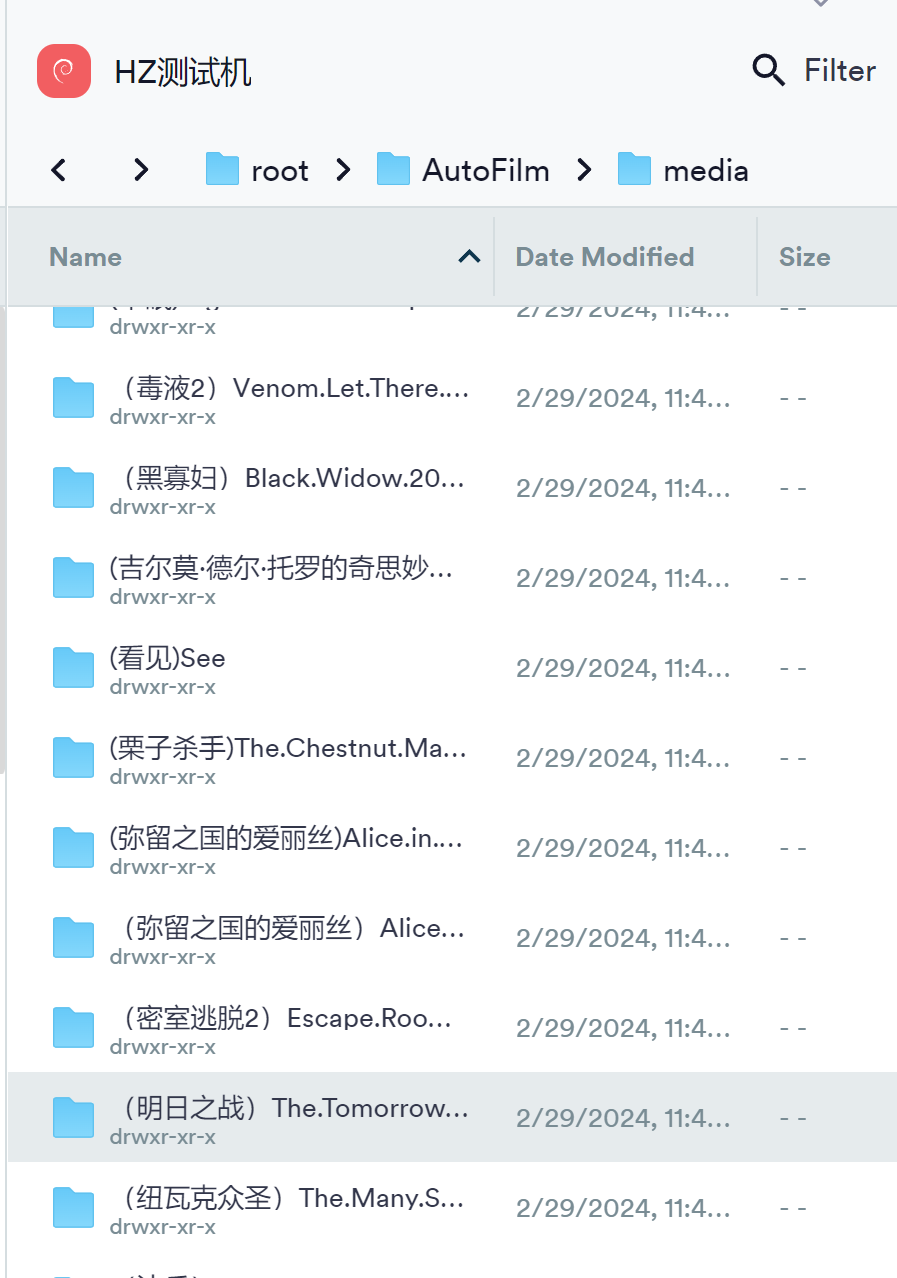 HZ测试机
Filter
root
AutoFilm
media
Name
Date Modified
Size
2/29/2024, 11:4...
- -
drwxr-xr-x
（毒液2）Venom.Let.There....
drwxr-xr-x
2/29/2024, 11:4...
- -
（黑寡妇）Black.Widow.20...
drwxr-xr-x
2/29/2024, 11:4...
- -
(吉尔莫·德尔·托罗的奇思妙...
drwxr-xr-x
2/29/2024, 11:4...
- -
(看见)See
drwxr-xr-x
2/29/2024, 11:4...
- -
(栗子杀手)The.Chestnut.Ma...
drwxr-xr-x
2/29/2024, 11:4...
- -
(弥留之国的爱丽丝)Alice.in....
drwxr-xr-x
2/29/2024, 11:4...
- -
（弥留之国的爱丽丝）Alice...
drwxr-xr-x
2/29/2024, 11:4...
- -
（密室逃脱2）Escape.Roo...
drwxr-xr-x
2/29/2024, 11:4...
- -
（明日之战）The.Tomorrow...
drwxr-xr-x
2/29/2024, 11:4...
- -
（纽瓦克众圣）The.Many.S...
drwxr-xr-x
2/29/2024, 11:4...
- -